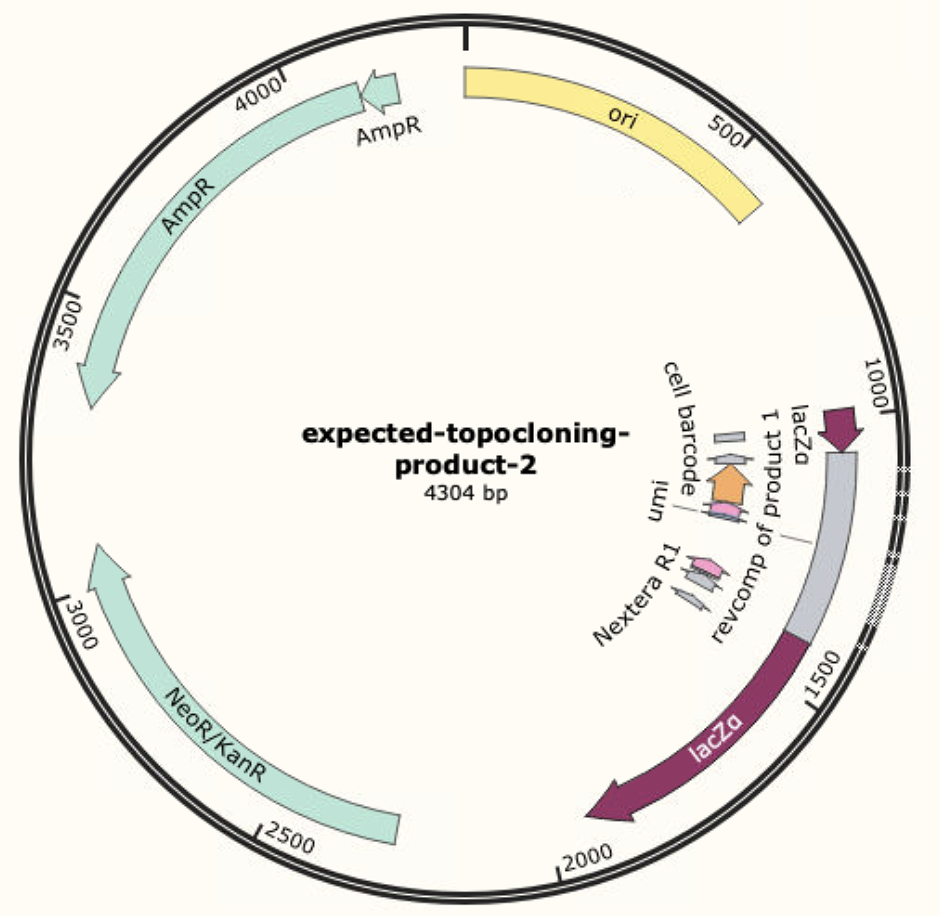 4000
AmpR
ori
500
AmpR
3500
1000
lacZα
cell barcode
revcomp of product 1
expected-topocloning-
product-2
4304 bp
umi
Nextera R1
3000
1500
NeoR/KanR
lacZα
2500
2000